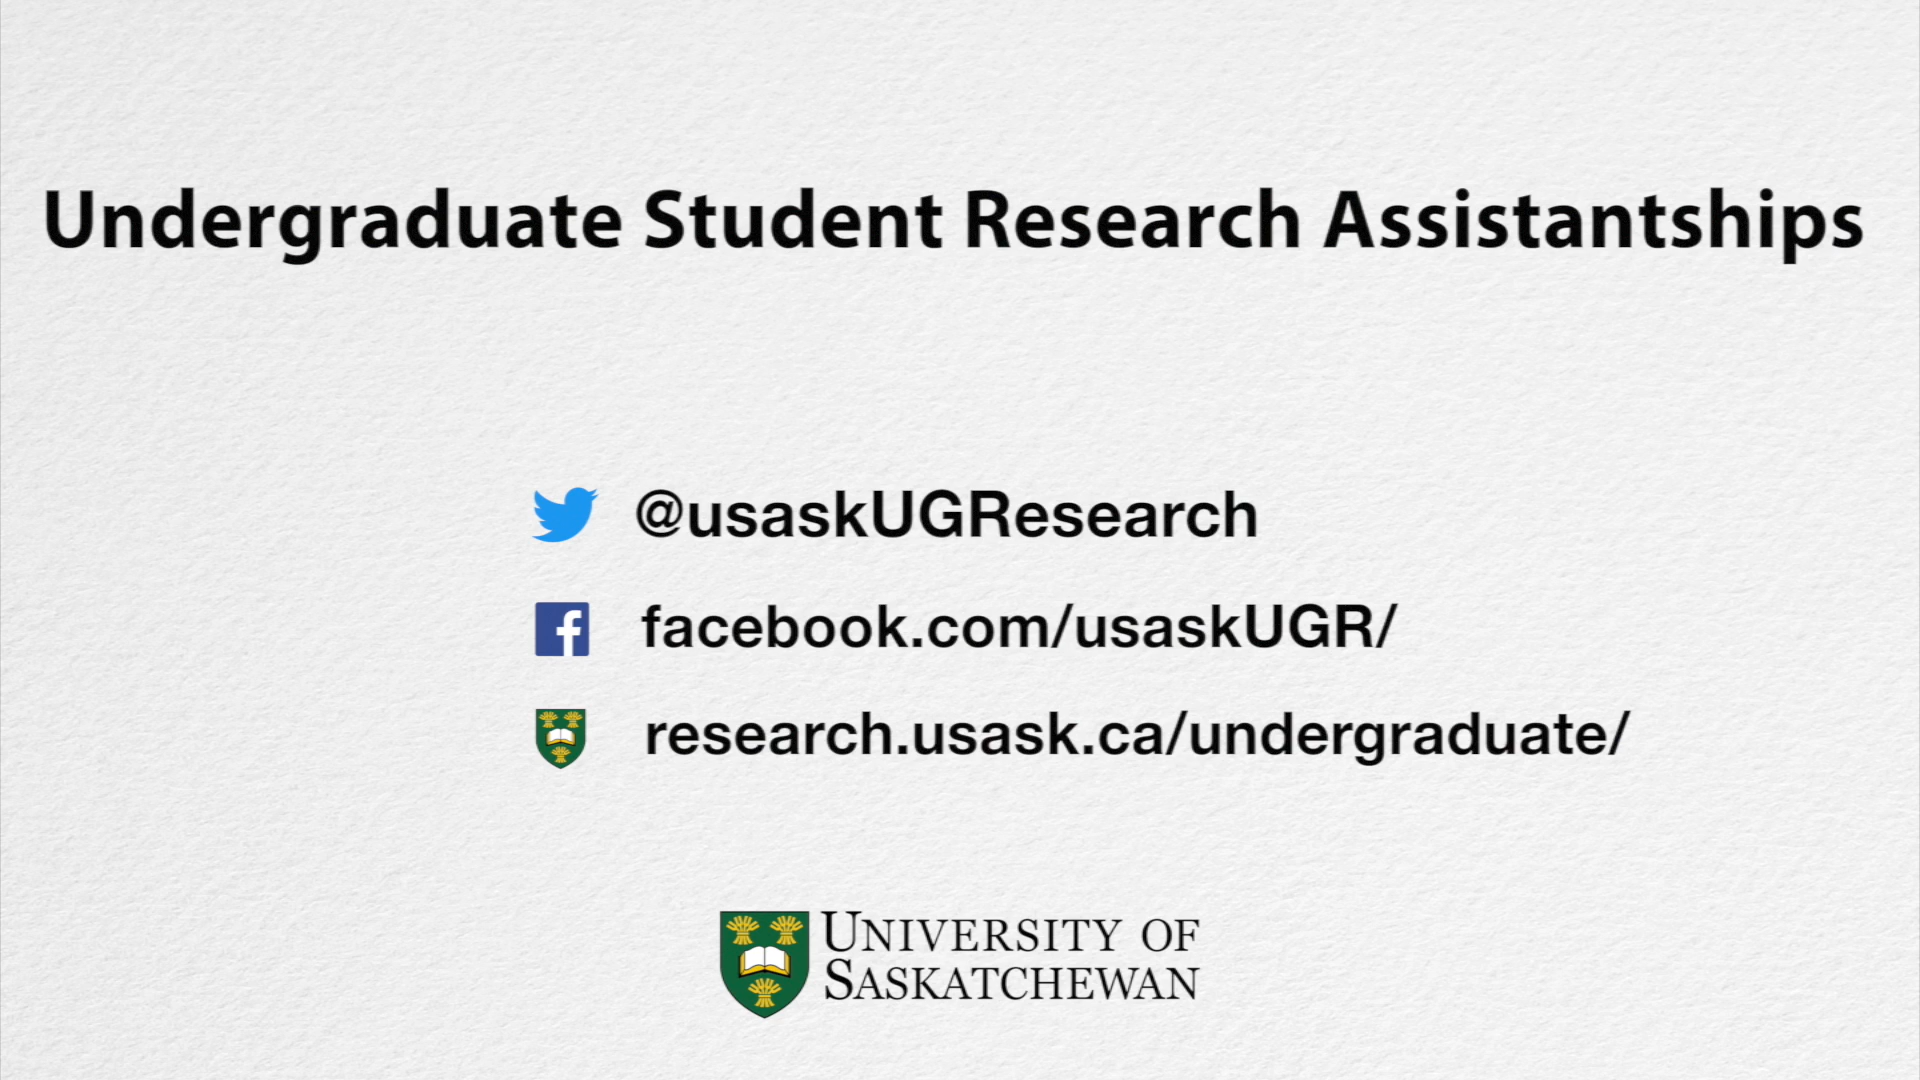 Undergraduate Student Research Assistantships
@usaskUGResearch
facebook.com/usaskUGR/
research.usask.ca/undergraduate/
UNIVERSITY OF
SASKATCHEWAN